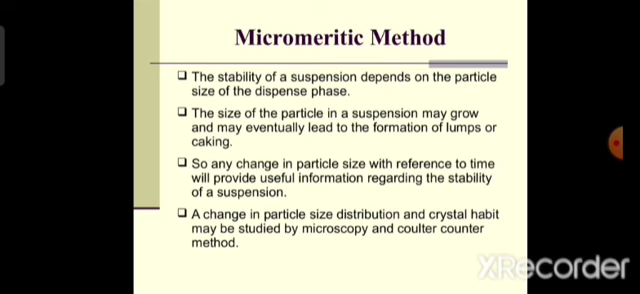 Micromeritic Method
❑ The stability of a suspension depends on the particle
size of the dispense phase.
❑ The size of the particle in a suspension may grow
and may eventually lead to the formation of lumps or
caking.
❑ So any change in particle size with reference to time
will provide useful information regarding the stability
of a suspension.
❑ A change in particle size distribution and crystal habit
may be studied by microscopy and coulter counter
method.
XRecorder